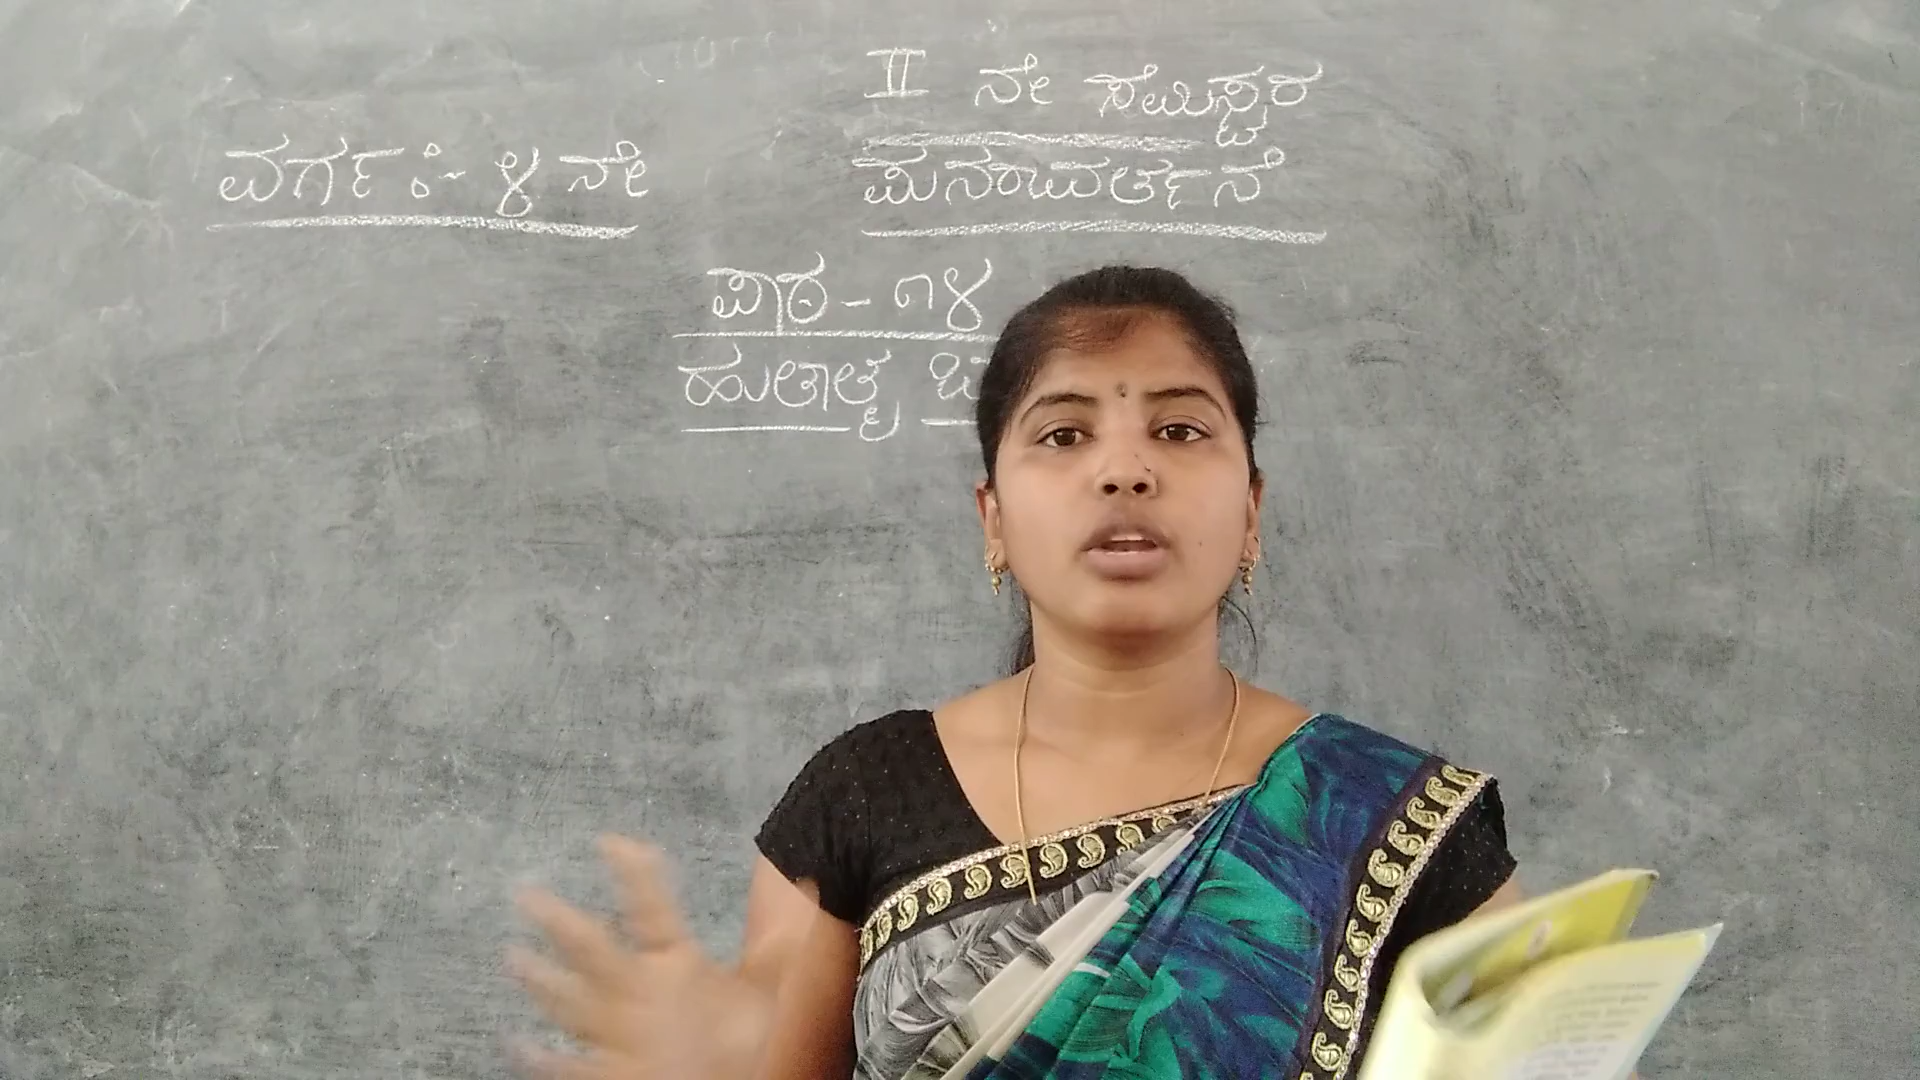 II ನೇ ಸೆಮಿಸ್ಟರ
ವರ್ಗ :- ೪ ನೇ
ಪುನರಾವರ್ತನೆ
ಪಾಠ - ೧೪
ಹುತಾತ್ಮ